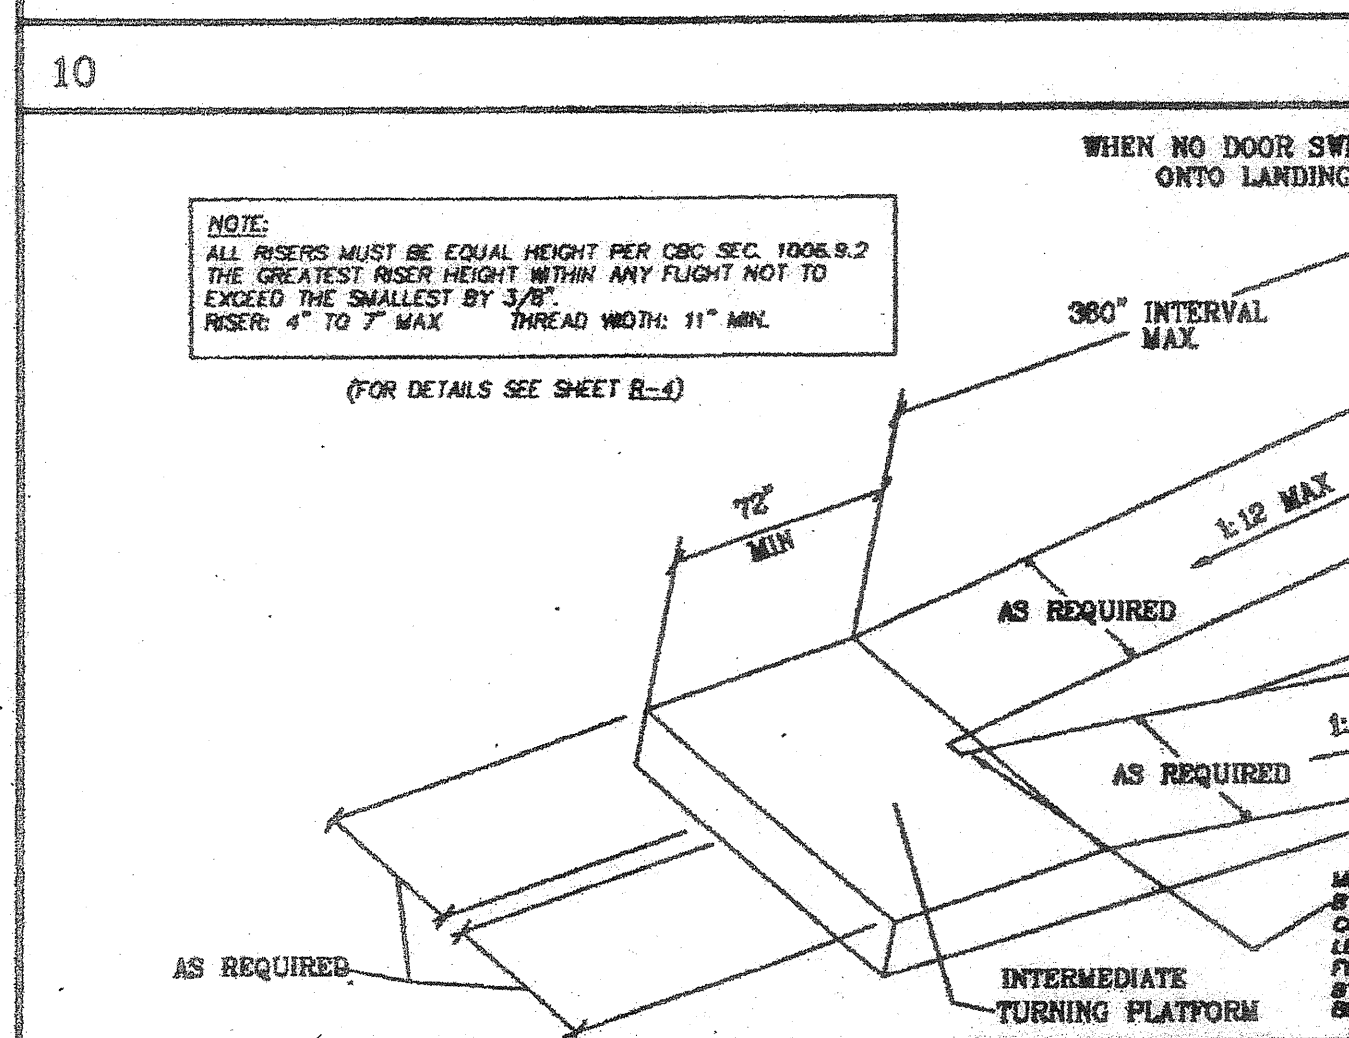 10
WHEN NO DOOR SW
ONTO LANDING
NOTE:
ALL RISERS MUST BE EQUAL HEIGHT PER CBC SEC. 1006.9.2
THE GREATEST RISER HEIGHT WITHIN ANY FLIGHT NOT TO
EXCEED THE SMALLEST BY 3/8".
RISER: 4" TO 7" MAX THREAD WIDTH: 11" MIN.
(FOR DETAILS SEE SHEET R-4)
360" INTERVAL
MAX.
72"
MIN
1:12 MAX
AS REQUIRED
1:
AS REQUIRED
AS REQUIRED
INTERMEDIATE
TURNING PLATFORM